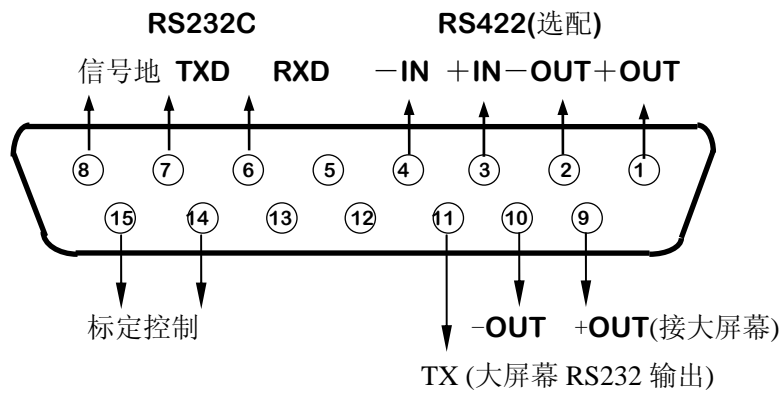 RS232C RS422(选配)
信号地 TXD RXD －IN ＋IN－OUT＋OUT
8 7 6 5 4 3 2 1
15 14 13 12 11 10 9
标定控制 -OUT +OUT(接大屏幕)
TX (大屏幕 RS232 输出)